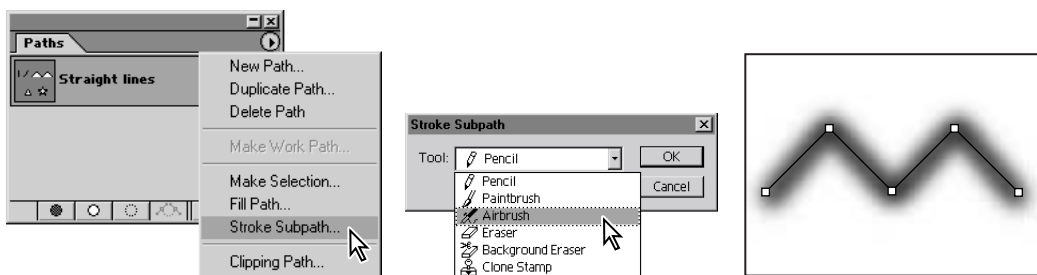 Paths
Straight lines
New Path...
Duplicate Path...
Delete Path
Make Work Path...
Make Selection...
Fill Path...
Stroke Subpath...
Clipping Path...
Stroke Subpath
Tool: Pencil
OK
Cancel
Pencil
Paintbrush
Airbrush
Eraser
Background Eraser
Clone Stamp